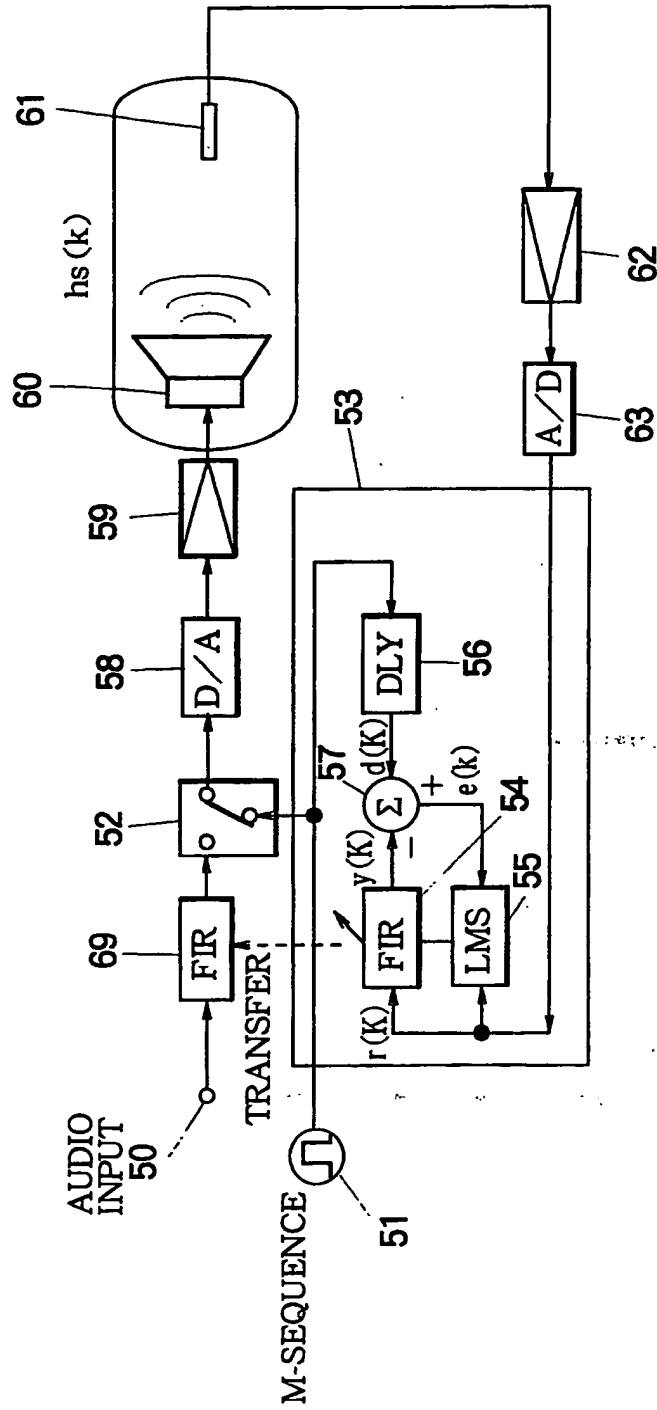 AUDIO
INPUT
50
69
FIR
52
58
D/A
59
60
hs(k)
61
TRANSFER
M-SEQUENCE
51
53
r(K)
FIR
54
y(K)
57
Σ
d(K)
DLY
56
+
−
e(k)
LMS
55
A/D
63
62